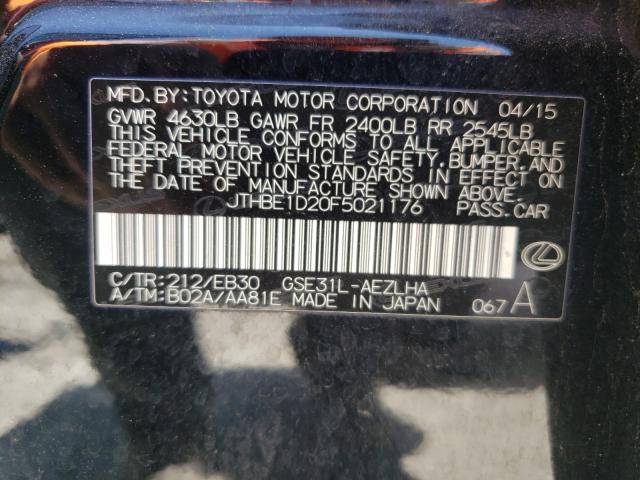 MFD.BY:TOYOTA MOTOR CORPORATION 04/15
GVWR 4630LB GAWR FR 2400LB RR 2545LB
THIS VEHICLE CONFORMS TO ALL APPLICABLE
FEDERAL MOTOR VEHICLE SAFETY,BUMPER,AND
THEFT PREVENTION STANDARDS IN EFFECT ON
THE DATE OF MANUFACTURE SHOWN ABOVE.
JTHBE1D20F5021176 PASS.CAR
C/TR:212/EB30 GSE31L-AEZLHA
A/TM:B02A/AA81E MADE IN JAPAN 067A